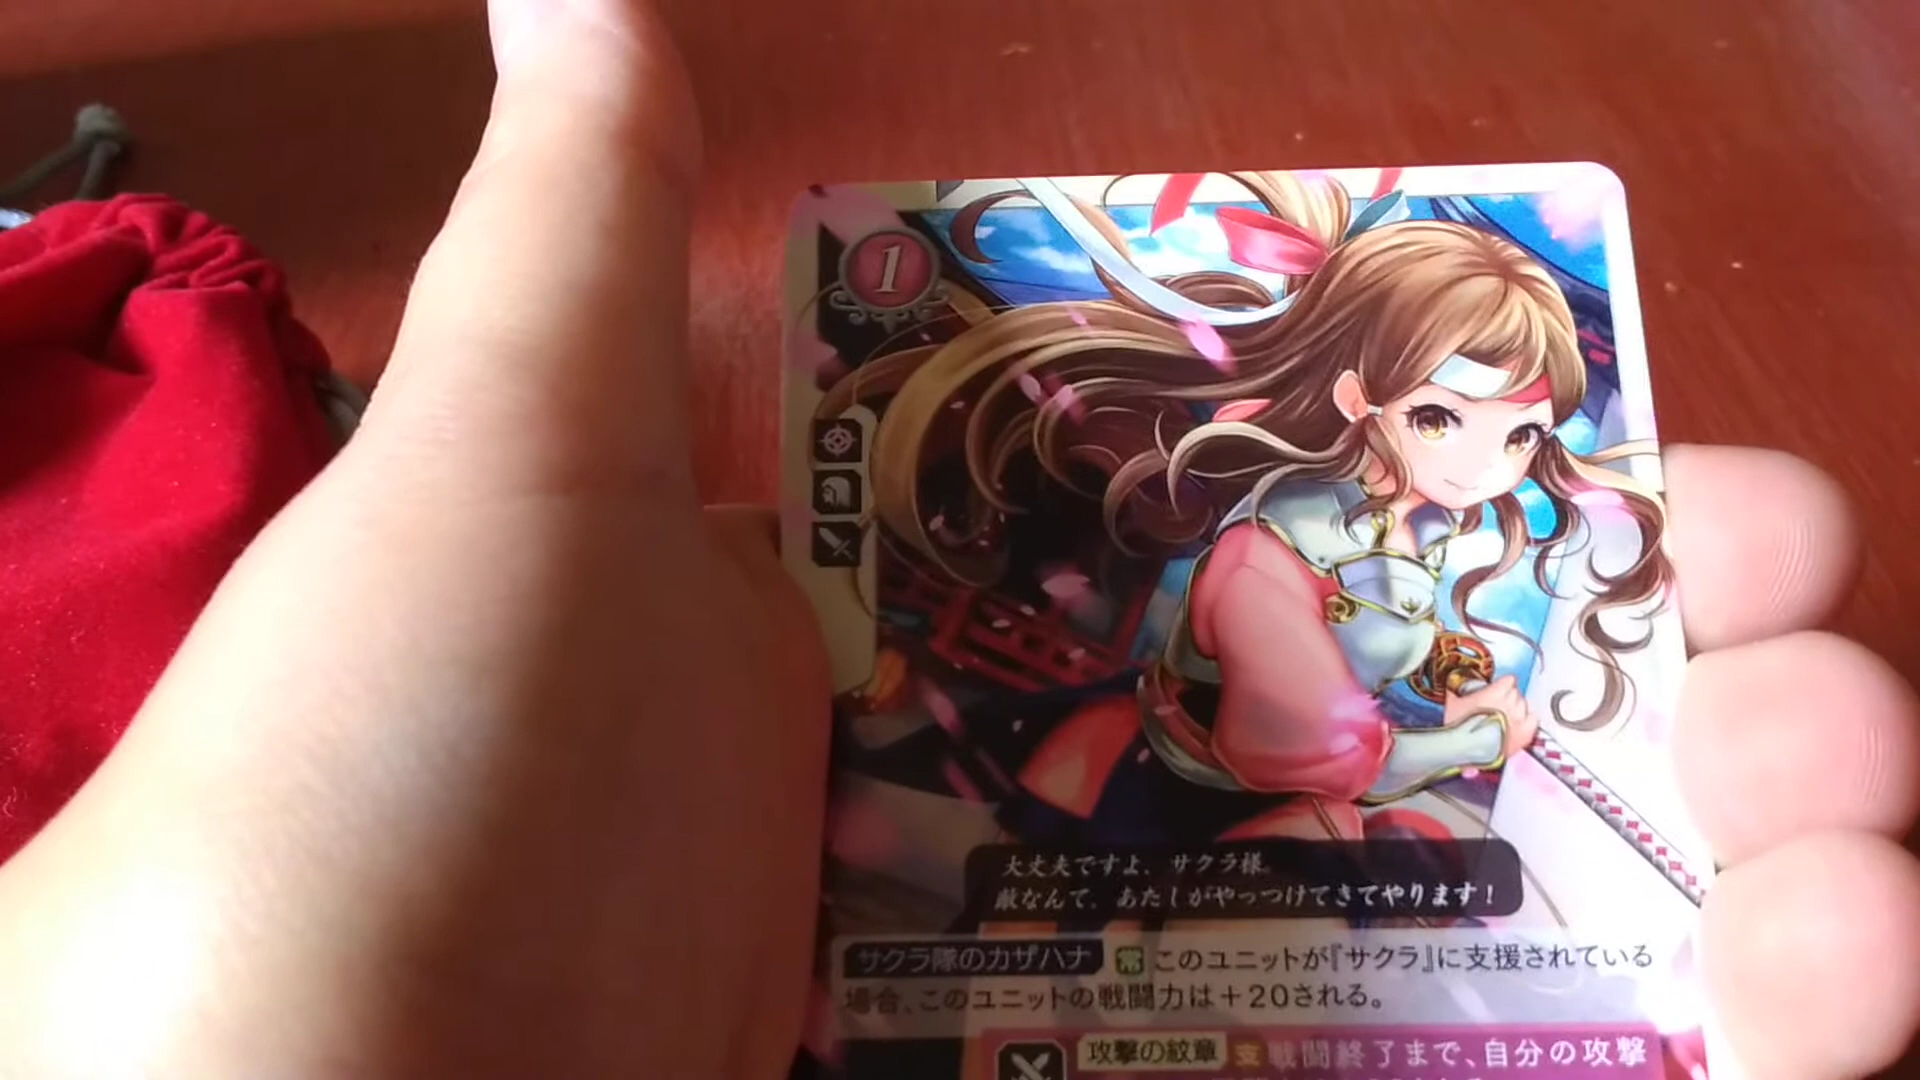 1
大丈夫ですよ、サクラ様。
敵なんて、あたしがやっつけてきてやります！
サクラ隊のカザハナ 常 このユニットが『サクラ』に支援されている
場合、このユニットの戦闘力は＋20される。
攻撃の紋章 支 戦闘終了まで、自分の攻撃